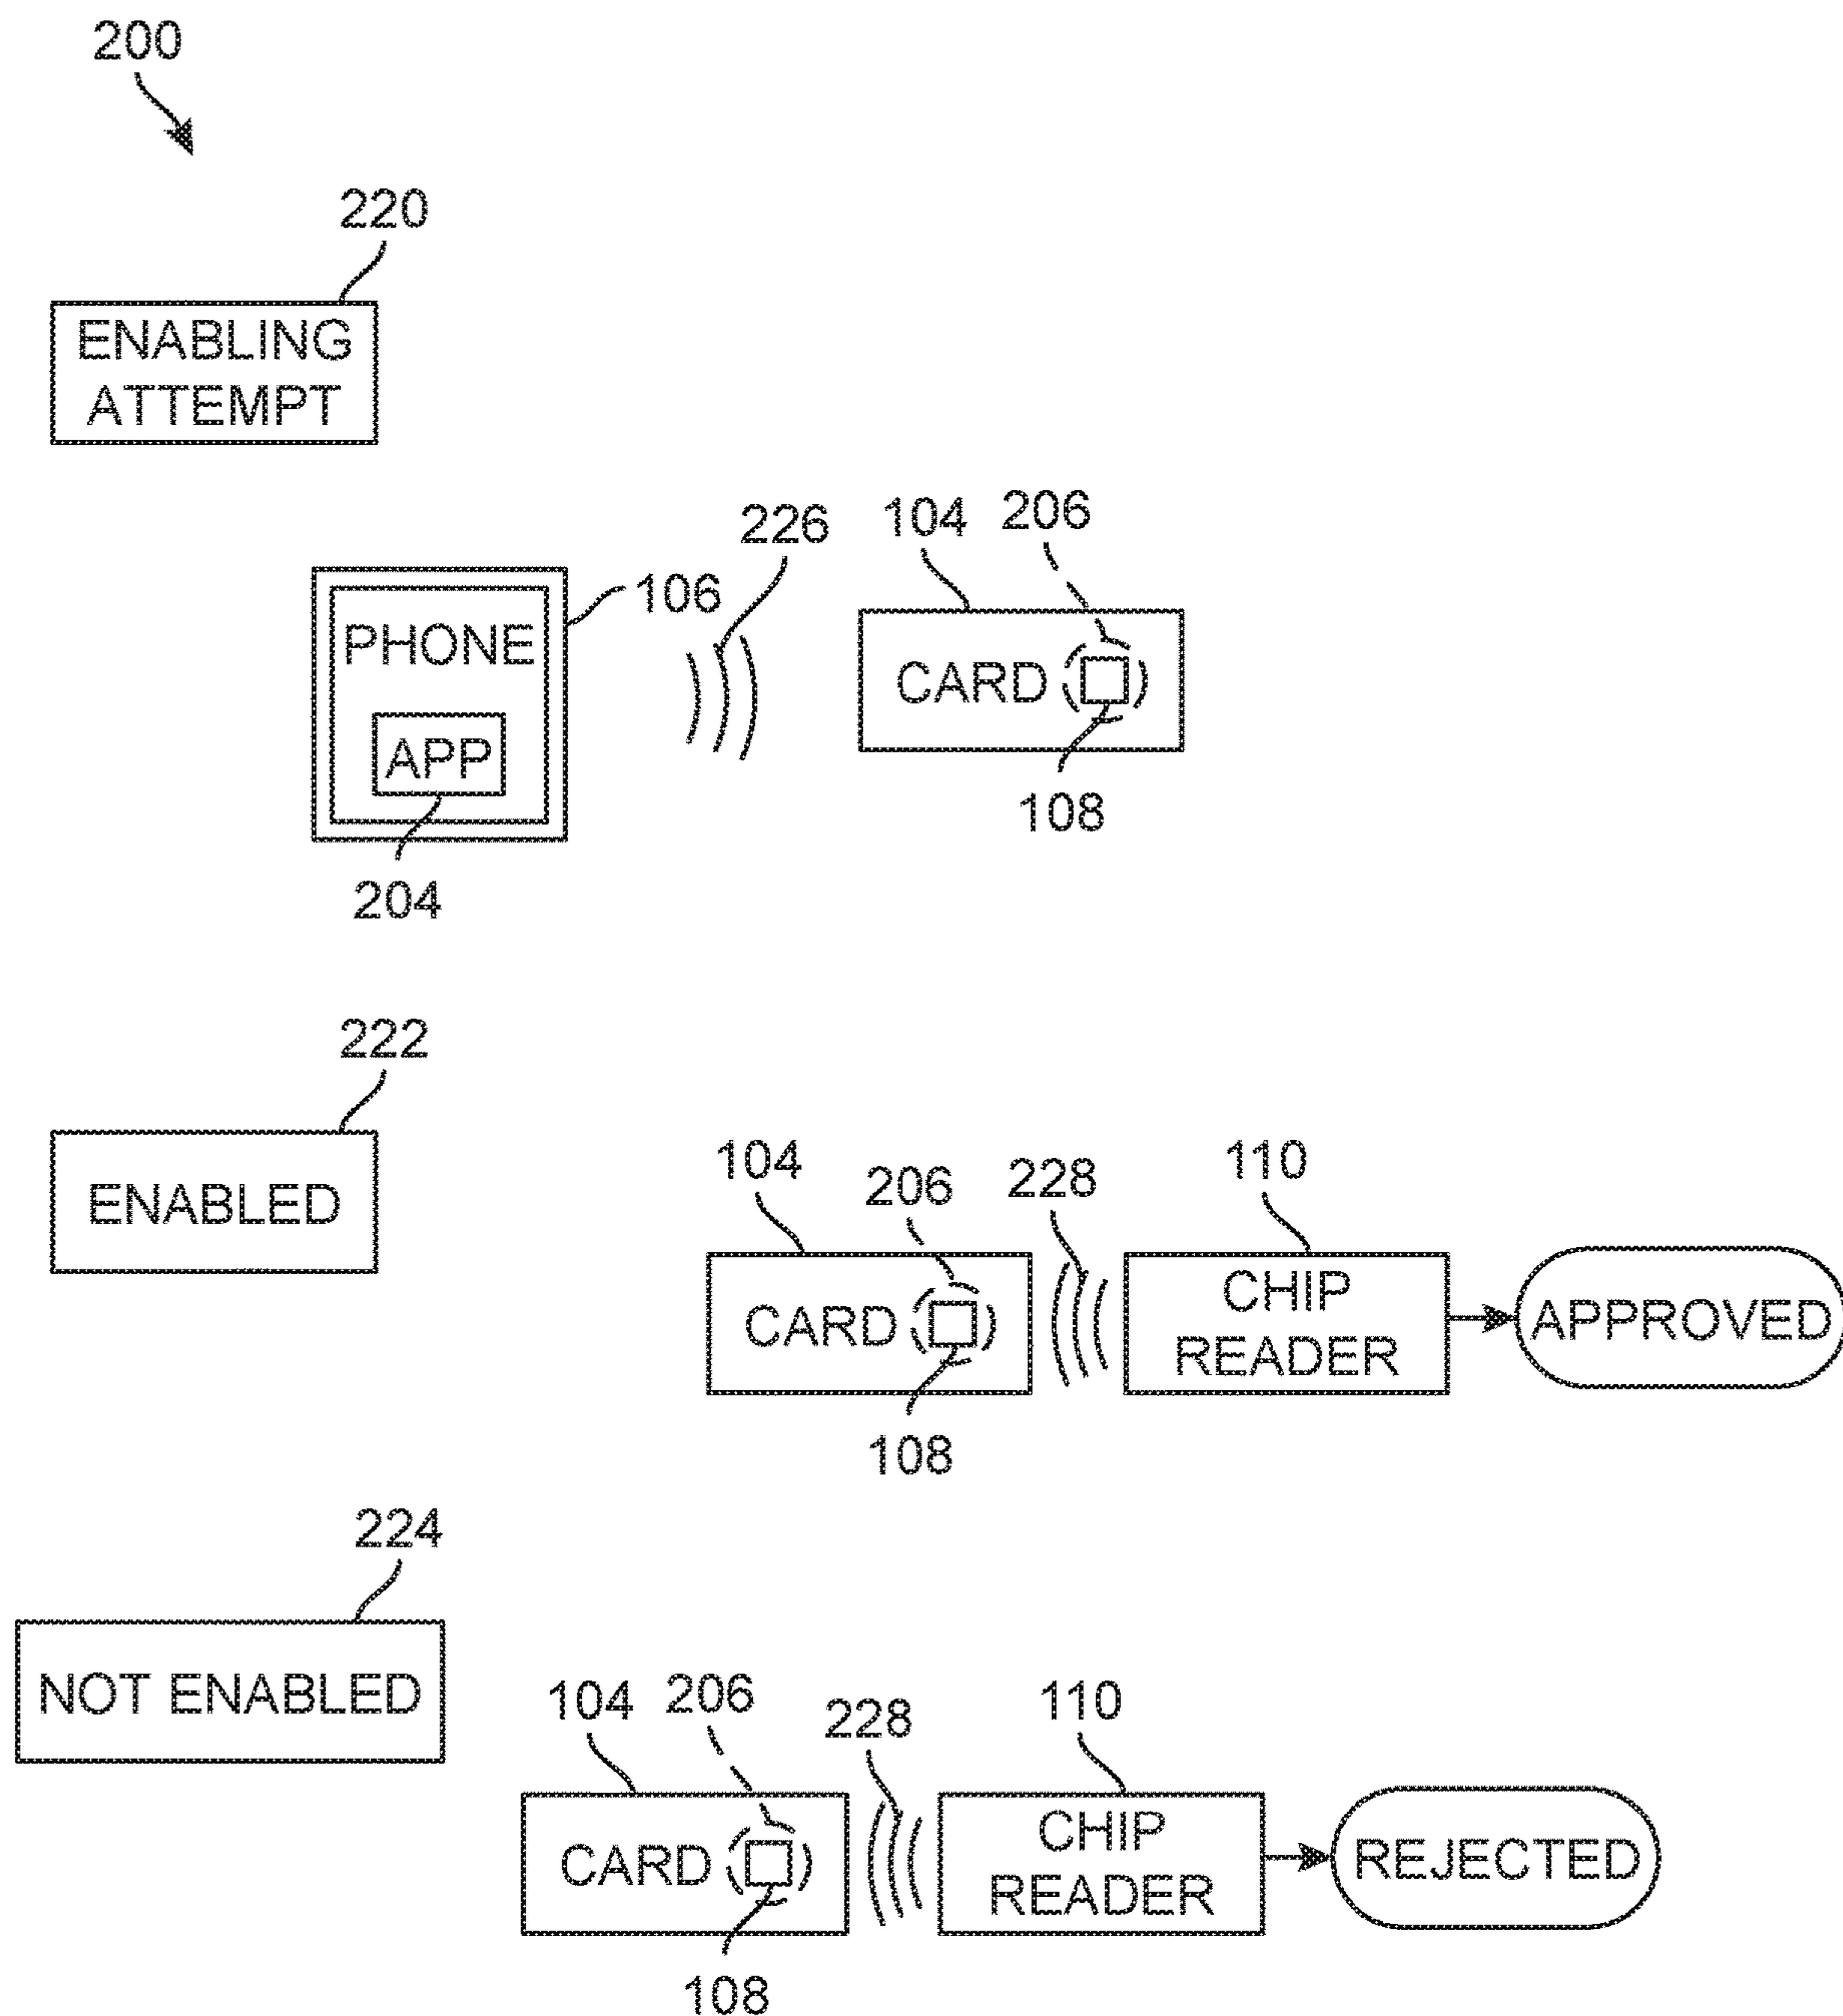 200
220
ENABLING
ATTEMPT
226
104
206
106
PHONE
CARD
APP
108
204
222
ENABLED
104
206
228
110
CARD
CHIP
READER
APPROVED
108
224
NOT ENABLED
104
206
228
110
CARD
CHIP
READER
REJECTED
108